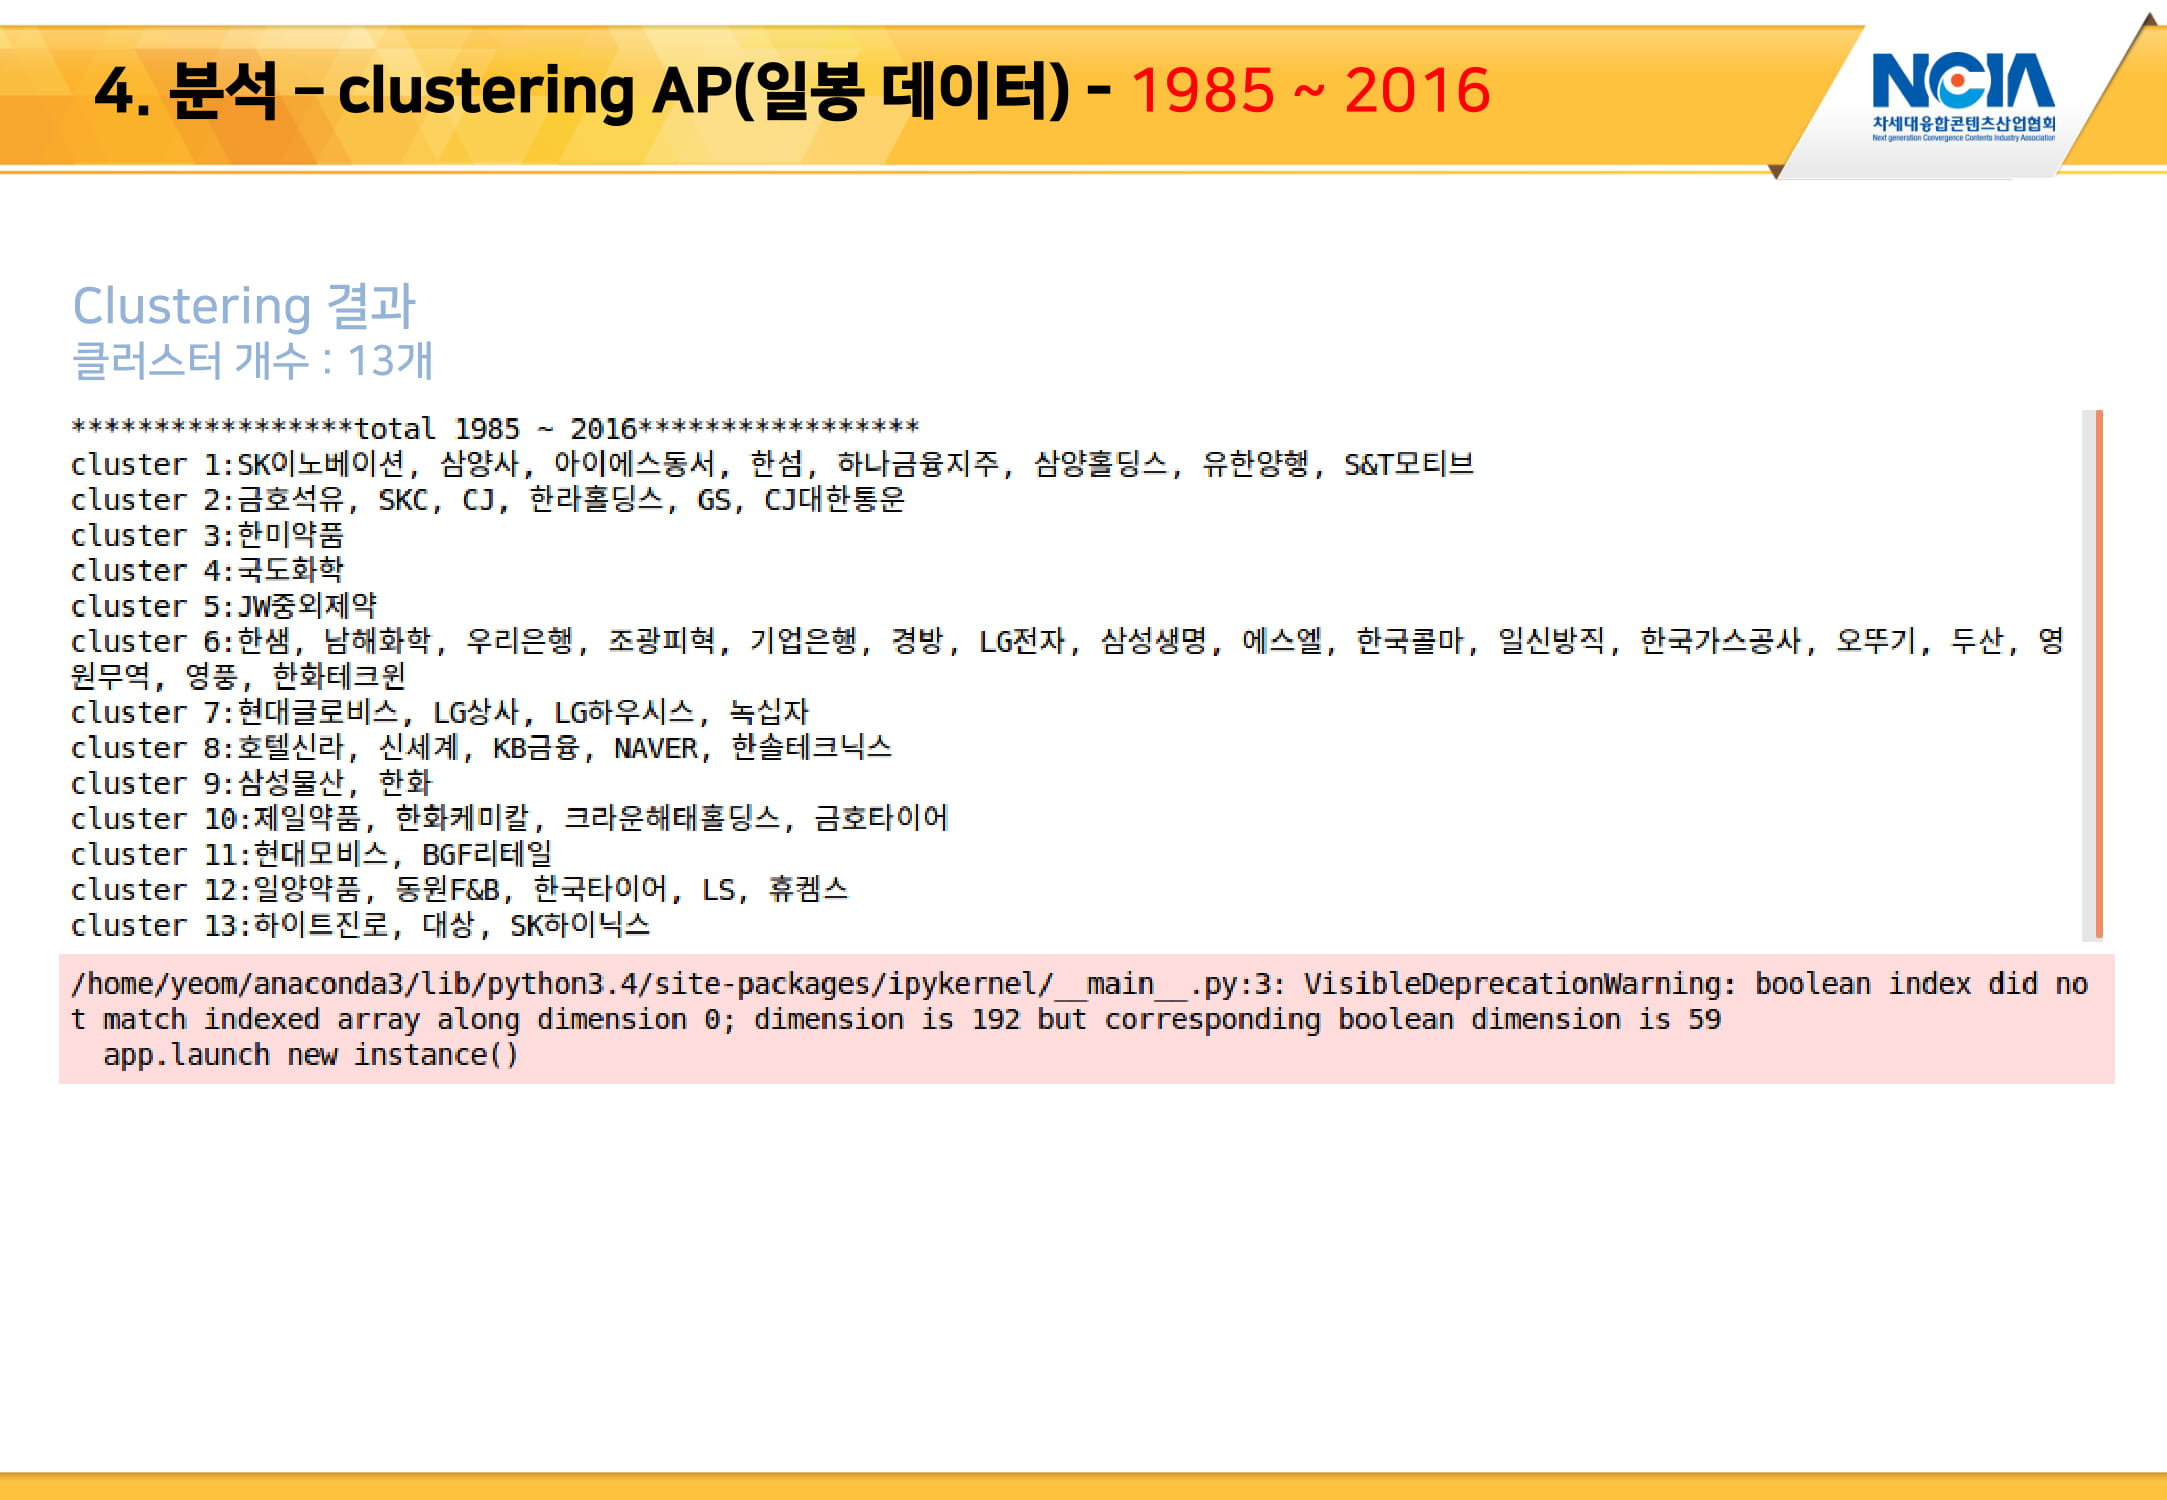 4. 분석 – clustering AP(일봉 데이터) - 1985 ~ 2016
NCIA
차세대융합콘텐츠산업협회
Next generation Convergence Contents Industry Association
Clustering 결과
클러스터 개수 : 13개
*****************total 1985 ~ 2016*****************
cluster 1:SK이노베이션, 삼양사, 아이에스동서, 한섬, 하나금융지주, 삼양홀딩스, 유한양행, S&T모티브
cluster 2:금호석유, SKC, CJ, 한라홀딩스, GS, CJ대한통운
cluster 3:한미약품
cluster 4:국도화학
cluster 5:JW중외제약
cluster 6:한샘, 남해화학, 우리은행, 조광피혁, 기업은행, 경방, LG전자, 삼성생명, 에스엘, 한국콜마, 일신방직, 한국가스공사, 오뚜기, 두산, 영
원무역, 영풍, 한화테크윈
cluster 7:현대글로비스, LG상사, LG하우시스, 녹십자
cluster 8:호텔신라, 신세계, KB금융, NAVER, 한솔테크닉스
cluster 9:삼성물산, 한화
cluster 10:제일약품, 한화케미칼, 크라운해태홀딩스, 금호타이어
cluster 11:현대모비스, BGF리테일
cluster 12:일양약품, 동원F&B, 한국타이어, LS, 휴켐스
cluster 13:하이트진로, 대상, SK하이닉스
/home/yeom/anaconda3/lib/python3.4/site-packages/ipykernel/__main__.py:3: VisibleDeprecationWarning: boolean index did no
t match indexed array along dimension 0; dimension is 192 but corresponding boolean dimension is 59
app.launch new instance()